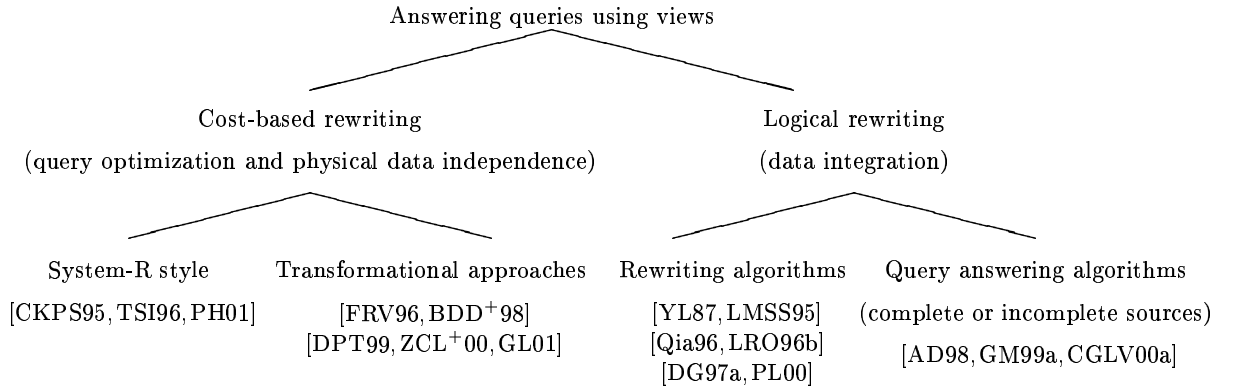 Answering queries using views
Cost-based rewriting
(query optimization and physical data independence)
Logical rewriting
(data integration)
System-R style
[CKPS95, TSI96, PH01]
Transformational approaches
[FRV96, BDD+98]
[DPT99, ZCL+00, GL01]
Rewriting algorithms
[YL87, LMSS95]
[Qia96, LRO96b]
[DG97a, PL00]
Query answering algorithms
(complete or incomplete sources)
[AD98, GM99a, CGLV00a]